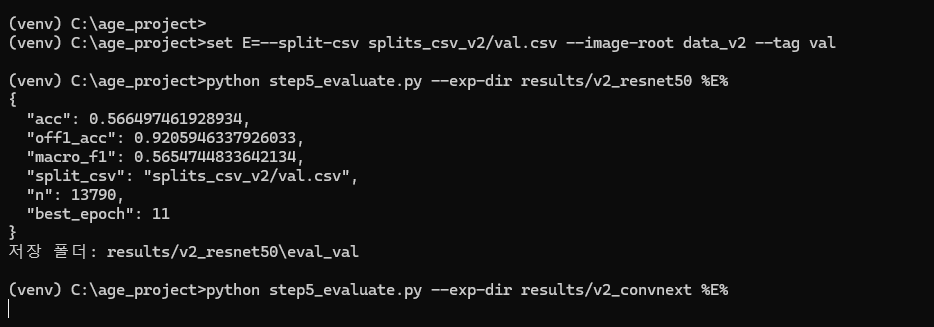 (venv) C:\age_project>
(venv) C:\age_project>set E=--split-csv splits_csv_v2/val.csv --image-root data_v2 --tag val
(venv) C:\age_project>python step5_evaluate.py --exp-dir results/v2_resnet50 %E%
{
  "acc": 0.566497461928934,
  "off1_acc": 0.9205946337926033,
  "macro_f1": 0.5654744833642134,
  "split_csv": "splits_csv_v2/val.csv",
  "n": 13790,
  "best_epoch": 11
}
저장 폴더: results/v2_resnet50\eval_val
(venv) C:\age_project>python step5_evaluate.py --exp-dir results/v2_convnext %E%